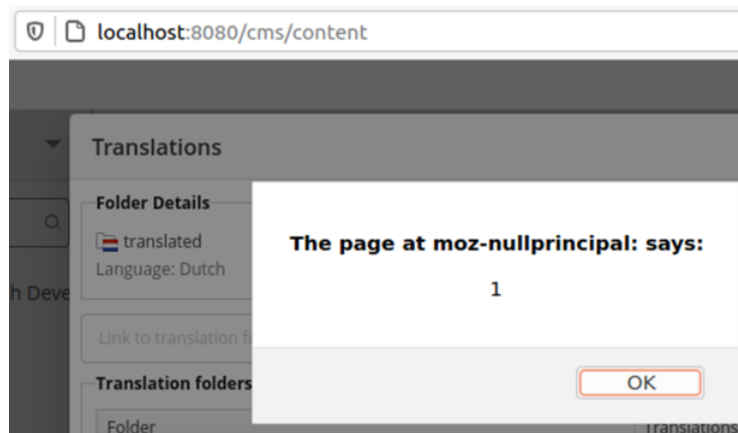 localhost:8080/cms/content
Translations
Folder Details
translated
Language: Dutch
h Deve
Link to translation f
Translation folders
Folder
Translations
The page at moz-nullprincipal: says:
1
OK